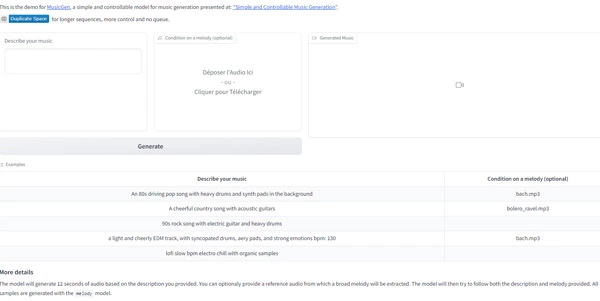 This is the demo for MusicGen, a simple and controllable model for music generation presented at: "Simple and Controllable Music Generation".
Duplicate Space for longer sequences, more control and no queue.
Describe your music
Condition on a melody (optional)
Déposer l'Audio Ici
- ou -
Cliquer pour Télécharger
Generated Music
Generate
Examples
Describe your music Condition on a melody (optional)
An 80s driving pop song with heavy drums and synth pads in the background bach.mp3
A cheerful country song with acoustic guitars bolero_ravel.mp3
90s rock song with electric guitar and heavy drums
a light and cheerly EDM track, with syncopated drums, aery pads, and strong emotions bpm: 130 bach.mp3
lofi slow bpm electro chill with organic samples
More details
The model will generate 12 seconds of audio based on the description you provided. You can optionaly provide a reference audio from which a broad melody will be extracted. The model will then try to follow both the description and melody provided. All
samples are generated with the melody model.